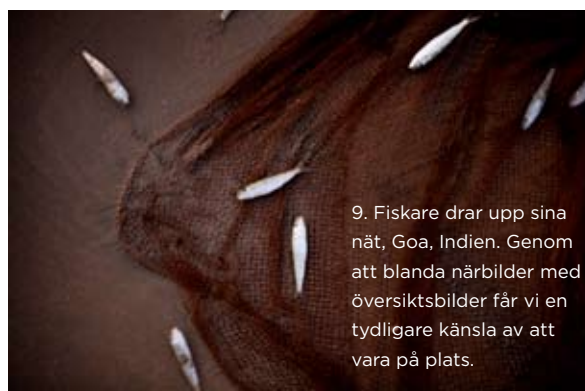 9. Fiskare drar upp sina
nät, Goa, Indien. Genom
att blanda närbilder med
översiktsbilder får vi en
tydligare känsla av att
vara på plats.